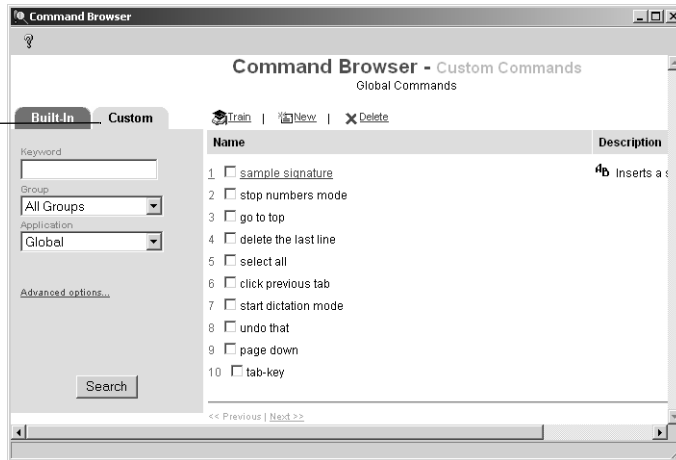 Command Browser
Command Browser - Custom Commands
Global Commands
Built-In Custom
Train | New | Delete
Name Description
Keyword
Group
All Groups
Application
Global
Advanced options...
Search
1 sample signature Inserts a s
2 stop numbers mode
3 go to top
4 delete the last line
5 select all
6 click previous tab
7 start dictation mode
8 undo that
9 page down
10 tab-key
<< Previous | Next >>